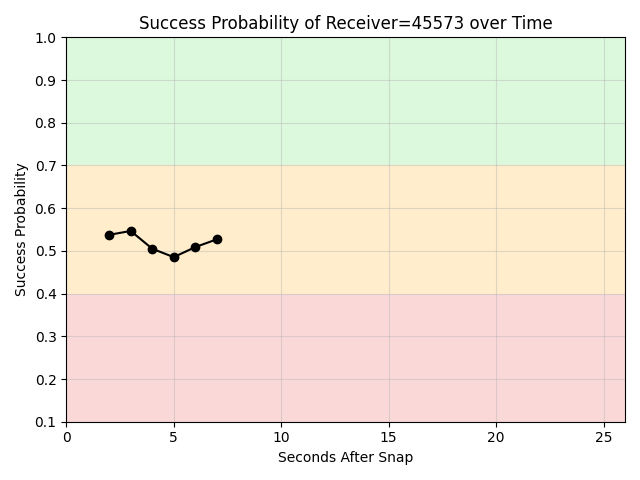 Success Probability of Receiver=45573 over Time
1.0
0.9
0.8
0.7
0.6
0.5
0.4
0.3
0.2
0.1
Success Probability
0 5 10 15 20 25
Seconds After Snap